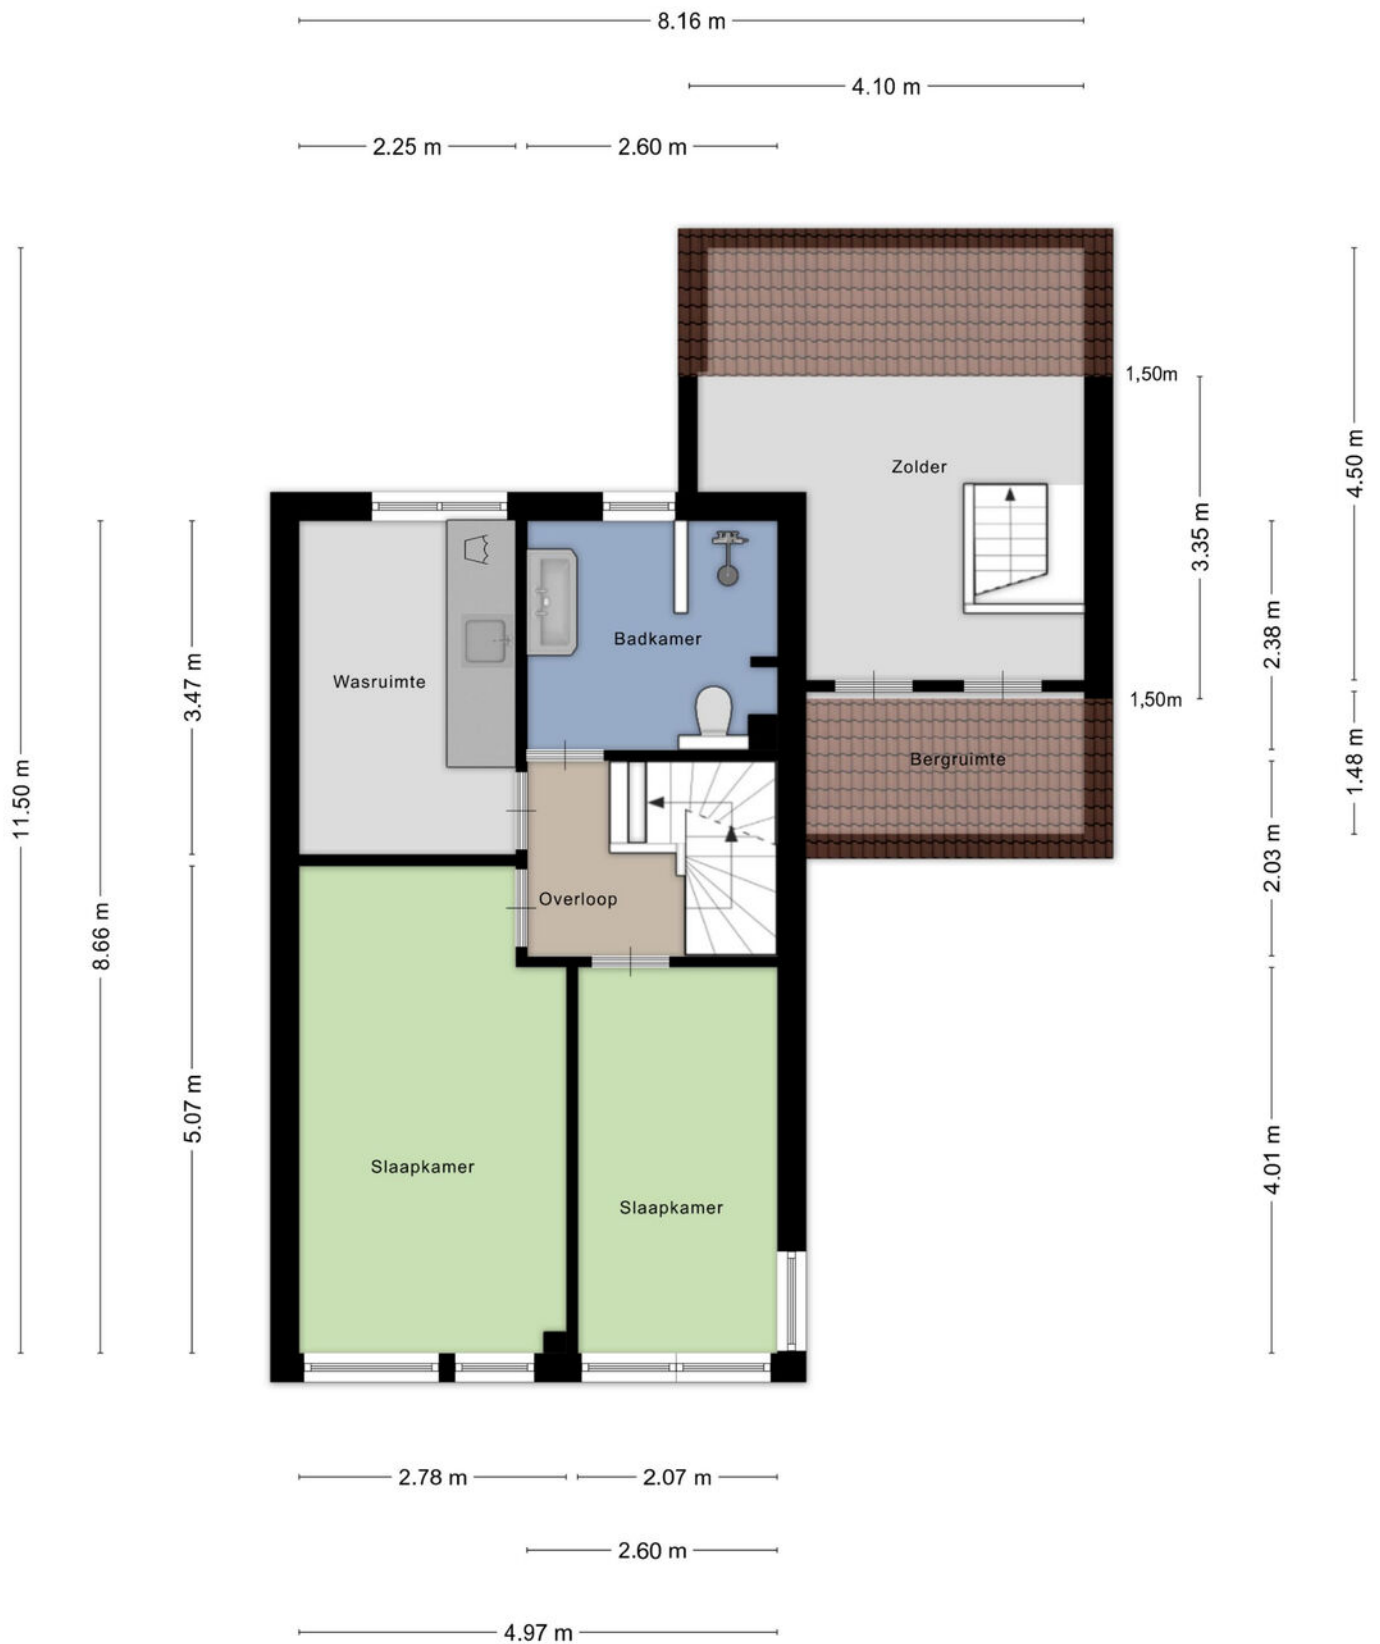 8.16 m
4.10 m
2.25 m
2.60 m
1,50m
Zolder
4.50 m
3.35 m
Badkamer
2.38 m
Wasruimte
3.47 m
1,50m
Bergruimte
1.48 m
11.50 m
2.03 m
Overloop
8.66 m
5.07 m
4.01 m
Slaapkamer
Slaapkamer
2.78 m
2.07 m
2.60 m
4.97 m